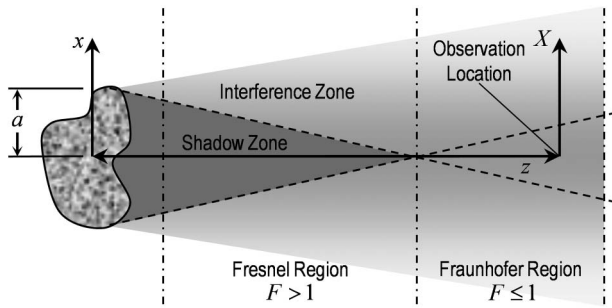 x
X
Observation
Location
Interference Zone
a
Shadow Zone
z
Fresnel Region
F > 1
Fraunhofer Region
F ≤ 1